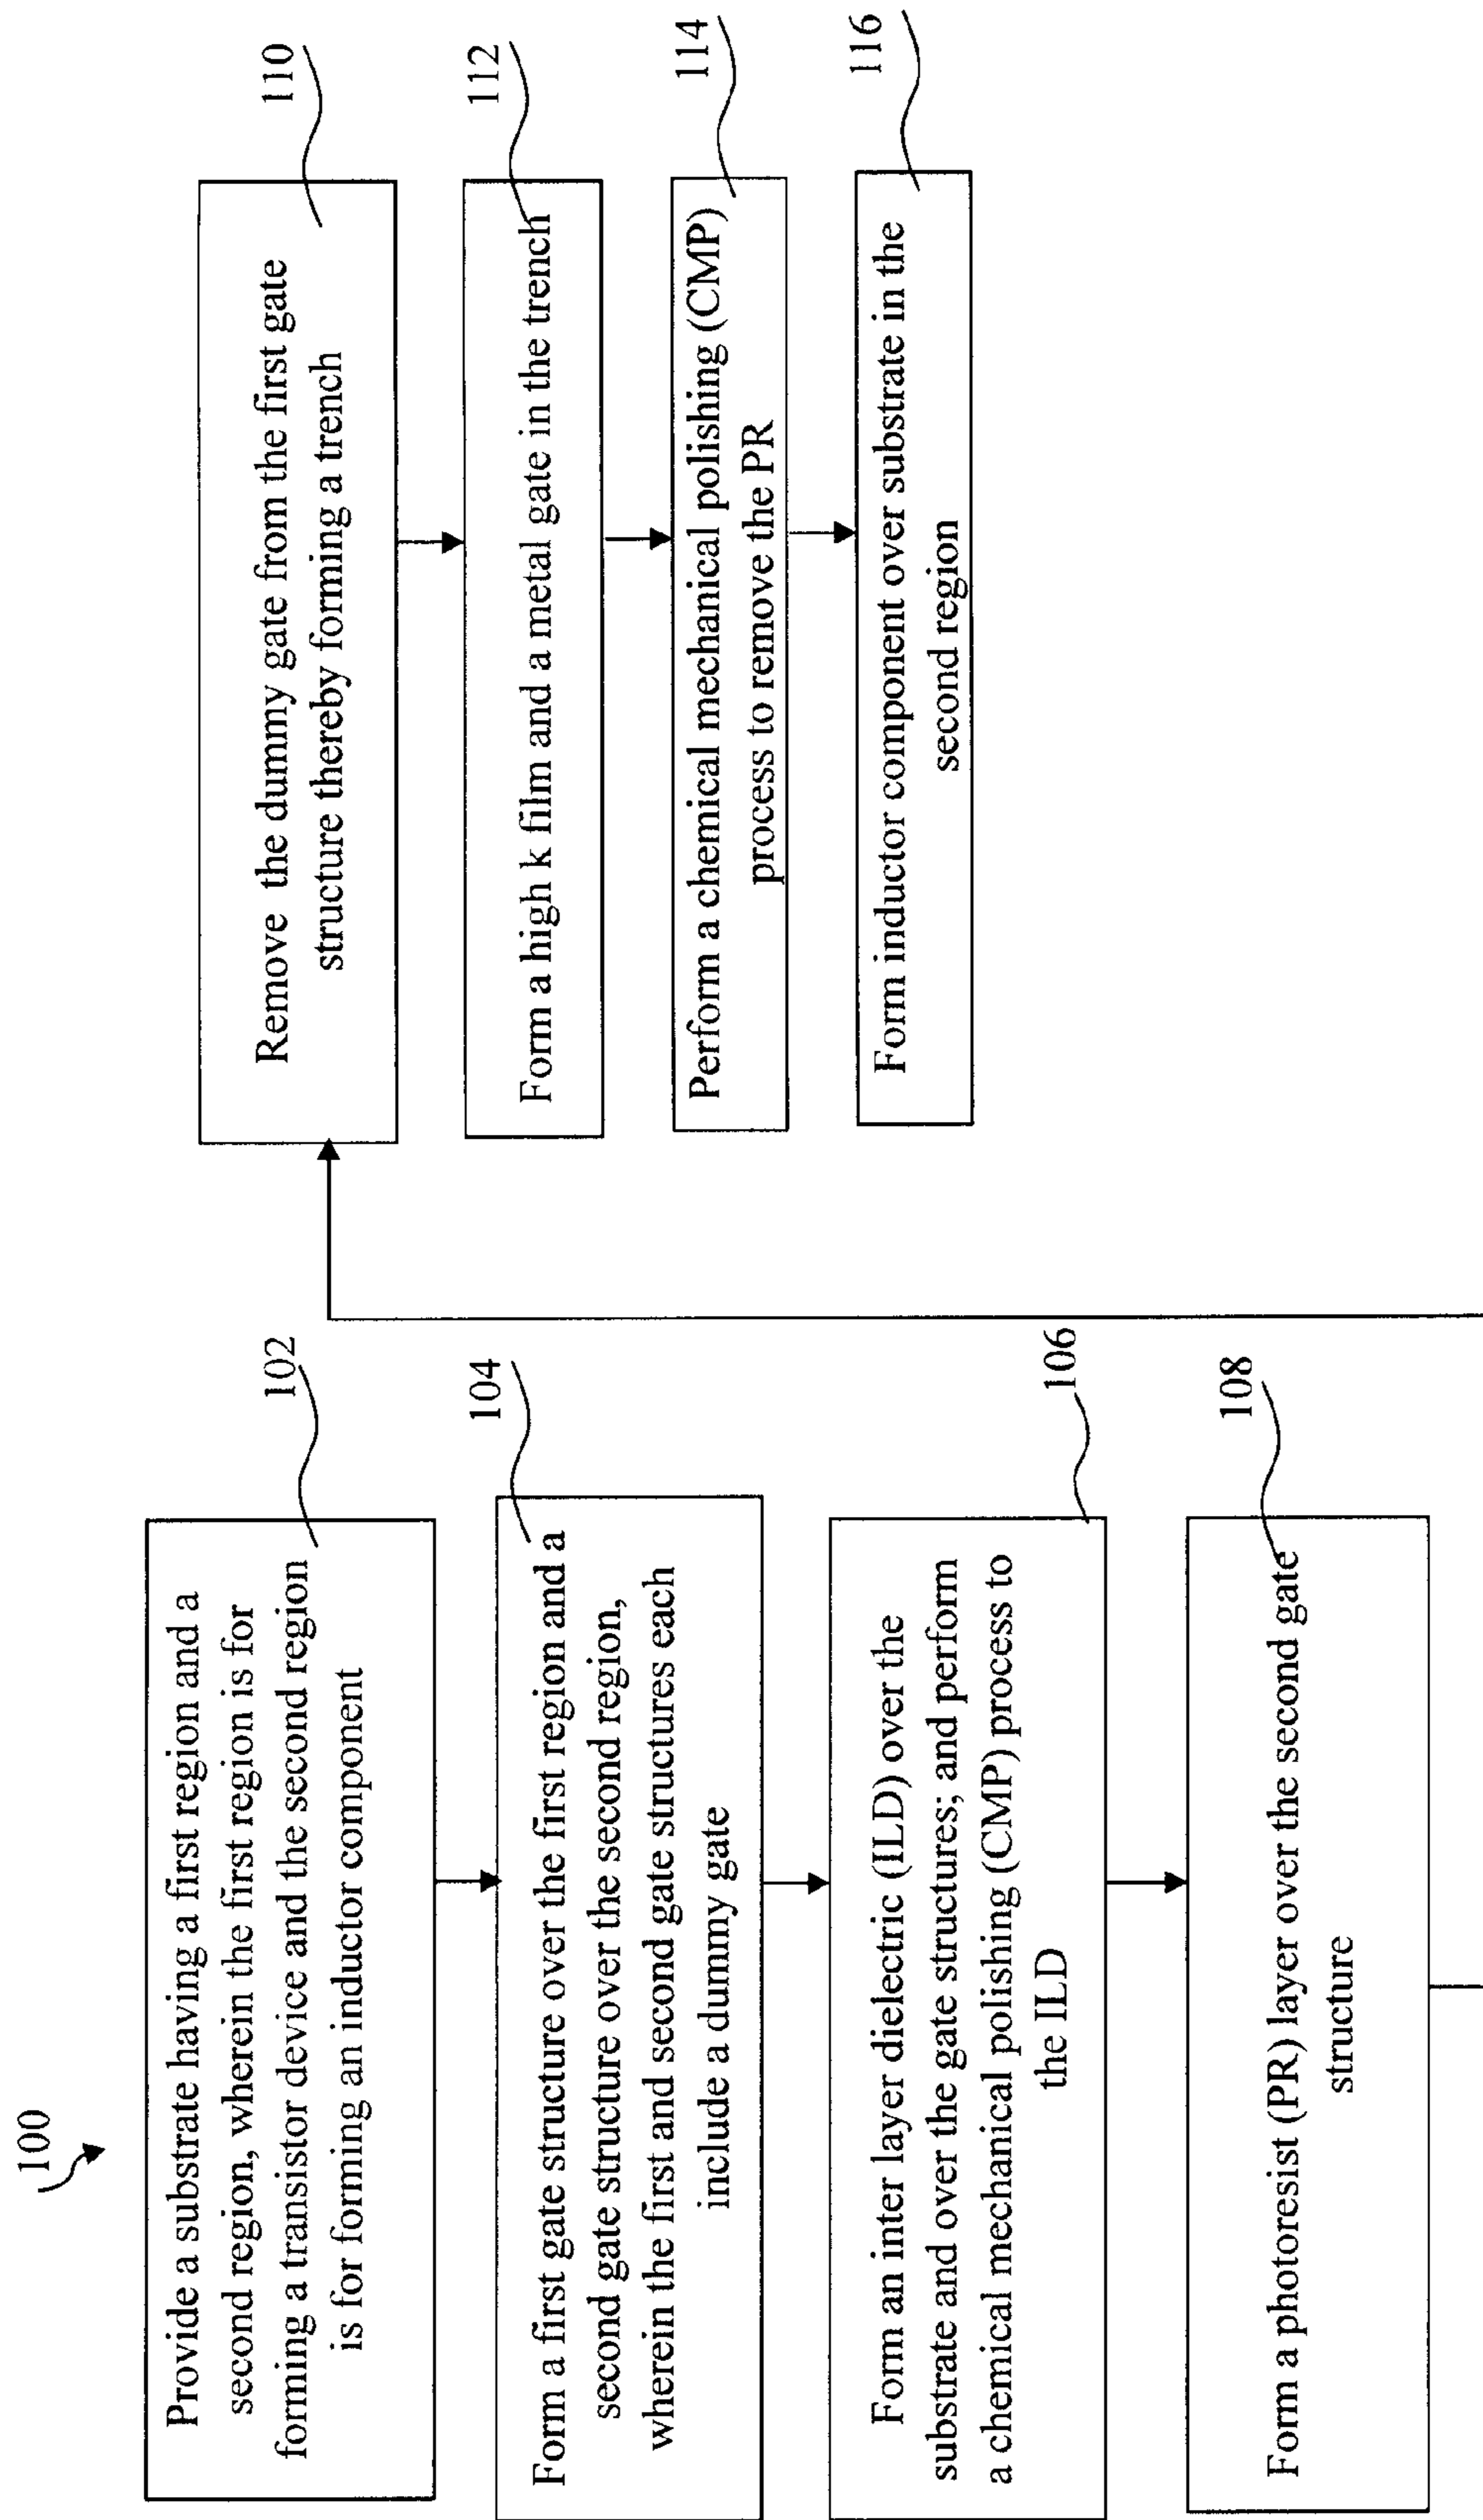 100
102
Provide a substrate having a first region and a
second region, wherein the first region is for
forming a transistor device and the second region
is for forming an inductor component
104
Form a first gate structure over the first region and a
second gate structure over the second region,
wherein the first and second gate structures each
include a dummy gate
106
Form an inter layer dielectric (ILD) over the
substrate and over the gate structures; and perform
a chemical mechanical polishing (CMP) process to
the ILD
108
Form a photoresist (PR) layer over the second gate
structure
110
Remove the dummy gate from the first gate
structure thereby forming a trench
112
Form a high k film and a metal gate in the trench
114
Perform a chemical mechanical polishing (CMP)
process to remove the PR
116
Form inductor component over substrate in the
second region